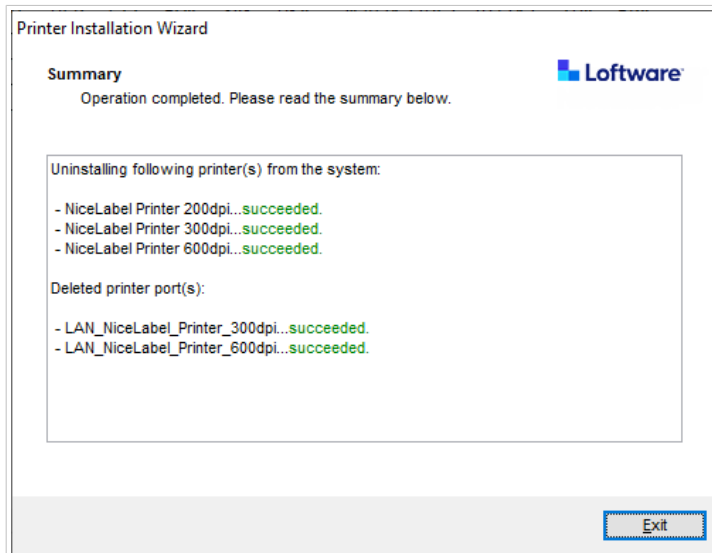 Printer Installation Wizard
Summary
Operation completed. Please read the summary below.
Loftware
Uninstalling following printer(s) from the system:
- NiceLabel Printer 200dpi...succeeded.
- NiceLabel Printer 300dpi...succeeded.
- NiceLabel Printer 600dpi...succeeded.
Deleted printer port(s):
- LAN_NiceLabel_Printer_300dpi...succeeded.
- LAN_NiceLabel_Printer_600dpi...succeeded.
Exit